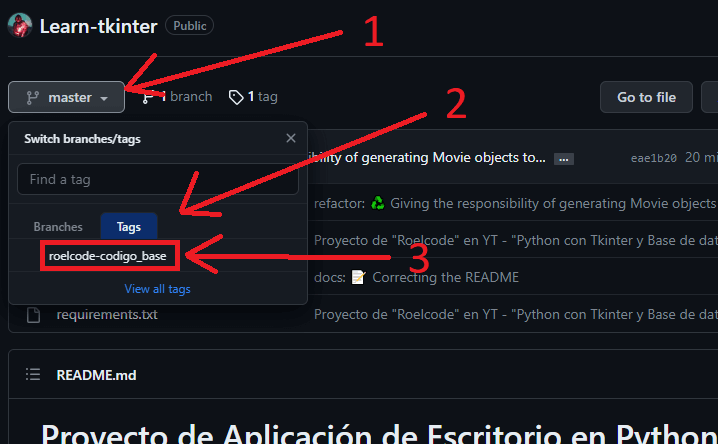 Learn-tkinter Public
1
master 1 branch 1 tag Go to file
2
Switch branches/tags
ibility of generating Movie objects to... ... eae1b20 20 mi
Find a tag
refactor: ♻️ Giving the responsibility of generating Movie objects
Branches Tags
Proyecto de "Roelcode" en YT - "Python con Tkinter y Base de dat
roelcode-codigo_base
3
docs: 📝 Correcting the README
View all tags
requirements.txt Proyecto de "Roelcode" en YT - "Python con Tkinter y Base de dat
README.md
Proyecto de Aplicación de Escritorio en Python